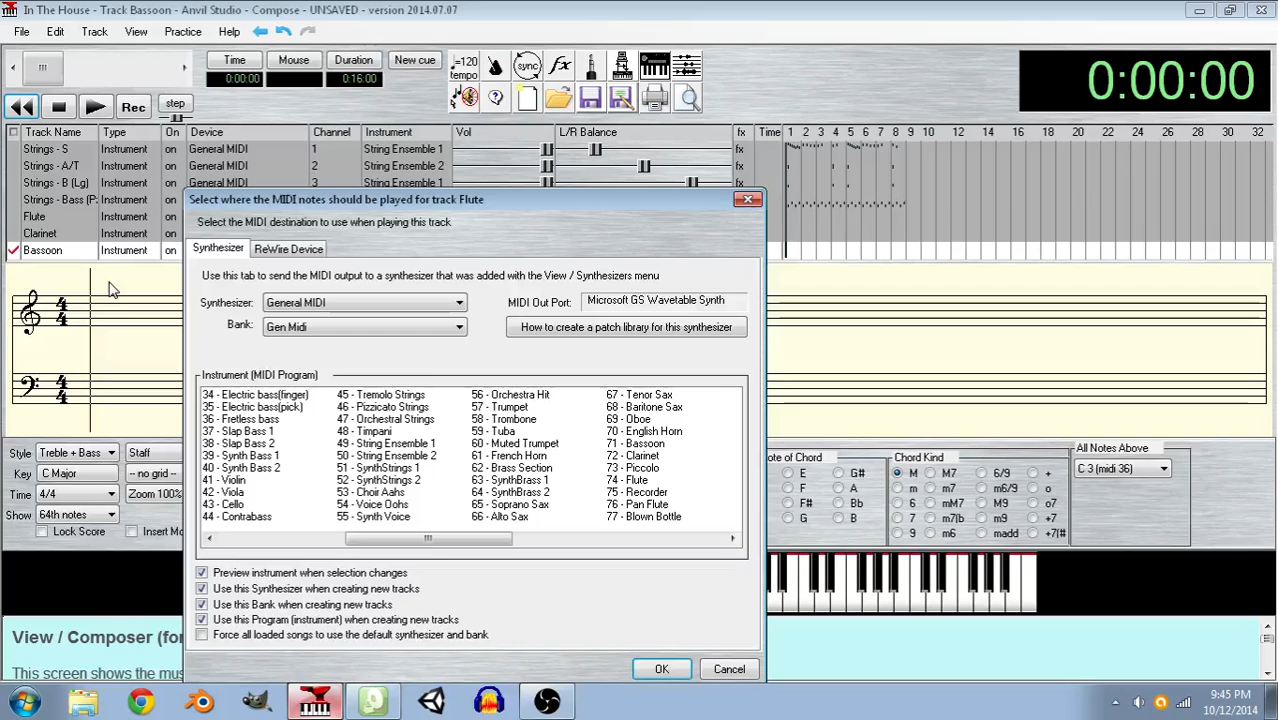 In The House - Track Bassoon - Anvil Studio - Compose - UNSAVED - version 2014.07.07
File Edit Track View Practice Help
Time Mouse Duration New cue
0:00:00 0:16:00
=120
tempo
sync
fx
0:00:00
Rec
step
Track Name Type On Device Channel Instrument Vol L/R Balance fx Time 1 2 3 4 5 6 7 8 9 10 12 14 16 18 20 22 24 26 28 30 32
Strings - S Instrument on General MIDI 1 String Ensemble 1 fx
Strings - A/T Instrument on General MIDI 2 String Ensemble 2 fx
Strings - B (Lg) Instrument on General MIDI 3 String Ensemble 1 fx
Strings - Bass (P: Instrument on
Flute Instrument on
Clarinet Instrument on
Bassoon Instrument on
Select where the MIDI notes should be played for track Flute
Select the MIDI destination to use when playing this track
Synthesizer ReWire Device
Use this tab to send the MIDI output to a synthesizer that was added with the View / Synthesizers menu
Synthesizer: General MIDI MIDI Out Port: Microsoft GS Wavetable Synth
Bank: Gen Midi How to create a patch library for this synthesizer
Instrument (MIDI Program)
34 - Electric bass(finger) 45 - Tremolo Strings 56 - Orchestra Hit 67 - Tenor Sax
35 - Electric bass(pick) 46 - Pizzicato Strings 57 - Trumpet 68 - Baritone Sax
36 - Fretless bass 47 - Orchestral Strings 58 - Trombone 69 - Oboe
37 - Slap Bass 1 48 - Timpani 59 - Tuba 70 - English Horn
38 - Slap Bass 2 49 - String Ensemble 1 60 - Muted Trumpet 71 - Bassoon
39 - Synth Bass 1 50 - String Ensemble 2 61 - French Horn 72 - Clarinet
40 - Synth Bass 2 51 - SynthStrings 1 62 - Brass Section 73 - Piccolo
41 - Violin 52 - SynthStrings 2 63 - SynthBrass 1 74 - Flute
42 - Viola 53 - Choir Aahs 64 - SynthBrass 2 75 - Recorder
43 - Cello 54 - Voice Oohs 65 - Soprano Sax 76 - Pan Flute
44 - Contrabass 55 - Synth Voice 66 - Alto Sax 77 - Blown Bottle
Preview instrument when selection changes
Use this Synthesizer when creating new tracks
Use this Bank when creating new tracks
Use this Program (instrument) when creating new tracks
Force all loaded songs to use the default synthesizer and bank
OK Cancel
4 4
4 4
Style Treble + Bass Staff
Key C Major -- no grid --
Time 4/4 Zoom 100%
Show 64th notes
Lock Score Insert Mo
ote of Chord Chord Kind All Notes Above
E G# M M7 6/9 + C 3 (midi 36)
F A m m7 m6/9 o
F# Bb 7 mM7 M9 o7
G B 9 m6 madd +7(#
View / Composer (for
This screen shows the mus
9:45 PM
10/12/2014